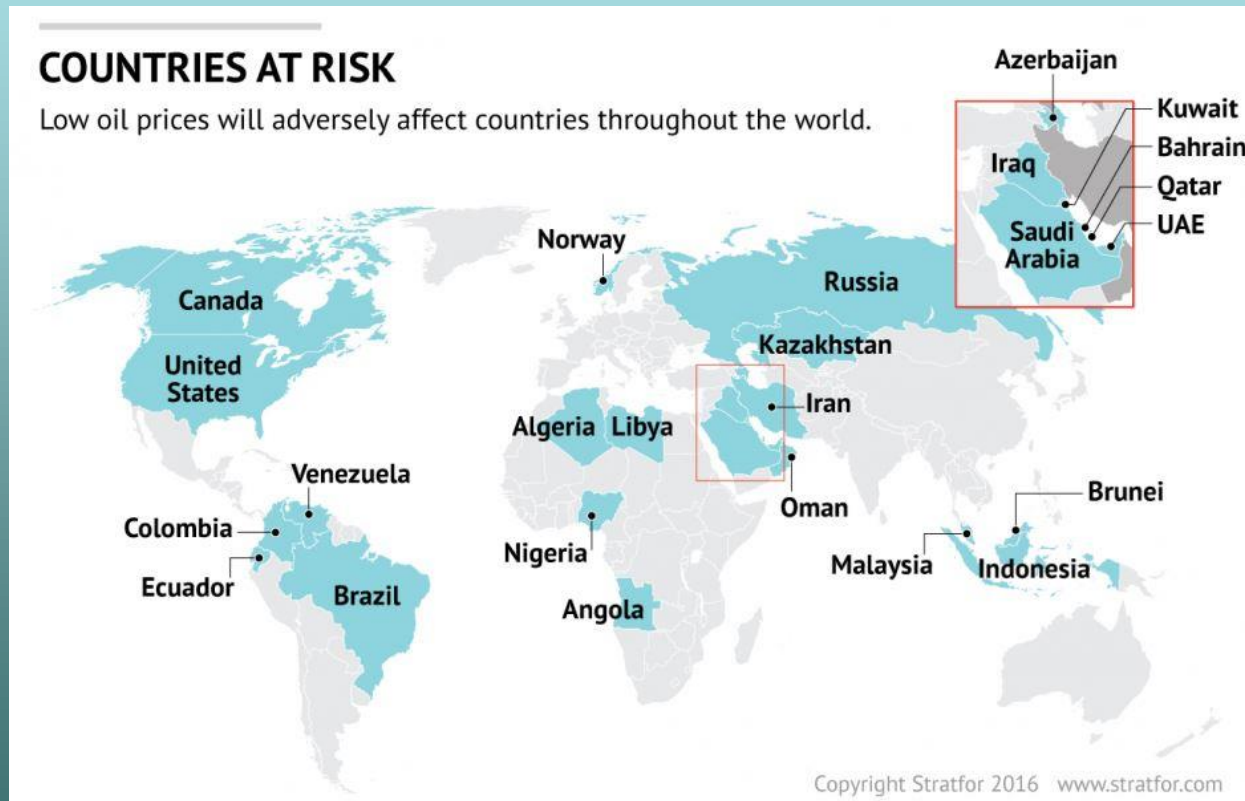 COUNTRIES AT RISK
Low oil prices will adversely affect countries throughout the world.
Azerbaijan
Kuwait
Bahrain
Qatar
UAE
Iraq
Saudi
Arabia
Norway
Russia
Canada
United
States
Kazakhstan
Iran
Algeria
Libya
Oman
Venezuela
Colombia
Ecuador
Brazil
Nigeria
Angola
Brunei
Malaysia
Indonesia
Copyright Stratfor 2016 www.stratfor.com